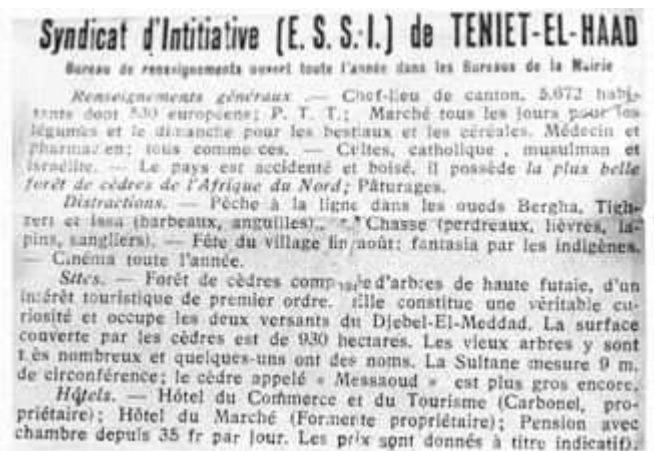 Syndicat d'Intitiative (E. S. S. I.) de TENIET-EL-HAAD
Bureau de renseignements ouvert toute l'année dans les Bureaux de la Mairie
Renseignements généraux .— Chef-lieu de canton, 5.672 habi-
tants dont 530 européens; P. T. T.; Marché tous les jours pour les
légumes et le dimanche pour les bestiaux et les céréales. Médecin et
pharmacien; tous commerces. — Cultes, catholique, musulman et
israélite. — Le pays est accidenté et boisé, il possède la plus belle
forêt de cèdres de l'Afrique du Nord; Pâturages.
Distractions. — Pêche à la ligne dans les oueds Bergha, Tigh-
zert et Issa (barbeaux, anguilles). Chasse (perdreaux, lièvres, la-
pins, sangliers). — Fête du village fin août: fantasia par les indigènes.
— Cinéma toute l'année.
Sites. — Forêt de cèdres d'arbres de haute futaie, d'un
intérêt touristique de premier ordre. Elle constitue une véritable cu-
riosité et occupe les deux versants du Djebel-El-Meddad. La surface
converte par les cèdres est de 930 hectares. Les vieux arbres y sont
très nombreux et quelques-uns ont des noms. La Sultane mesure 9 m.
de circonférence; le cèdre appelé « Messaoud » est plus gros encore.
Hôtels. — Hôtel du Commerce et du Tourisme (Carbonel, pro-
priétaire); Hôtel du Marché (Formente propriétaire); Pension avec
chambre depuis 35 fr par jour. Les prix sont donnés à titre indicatif).